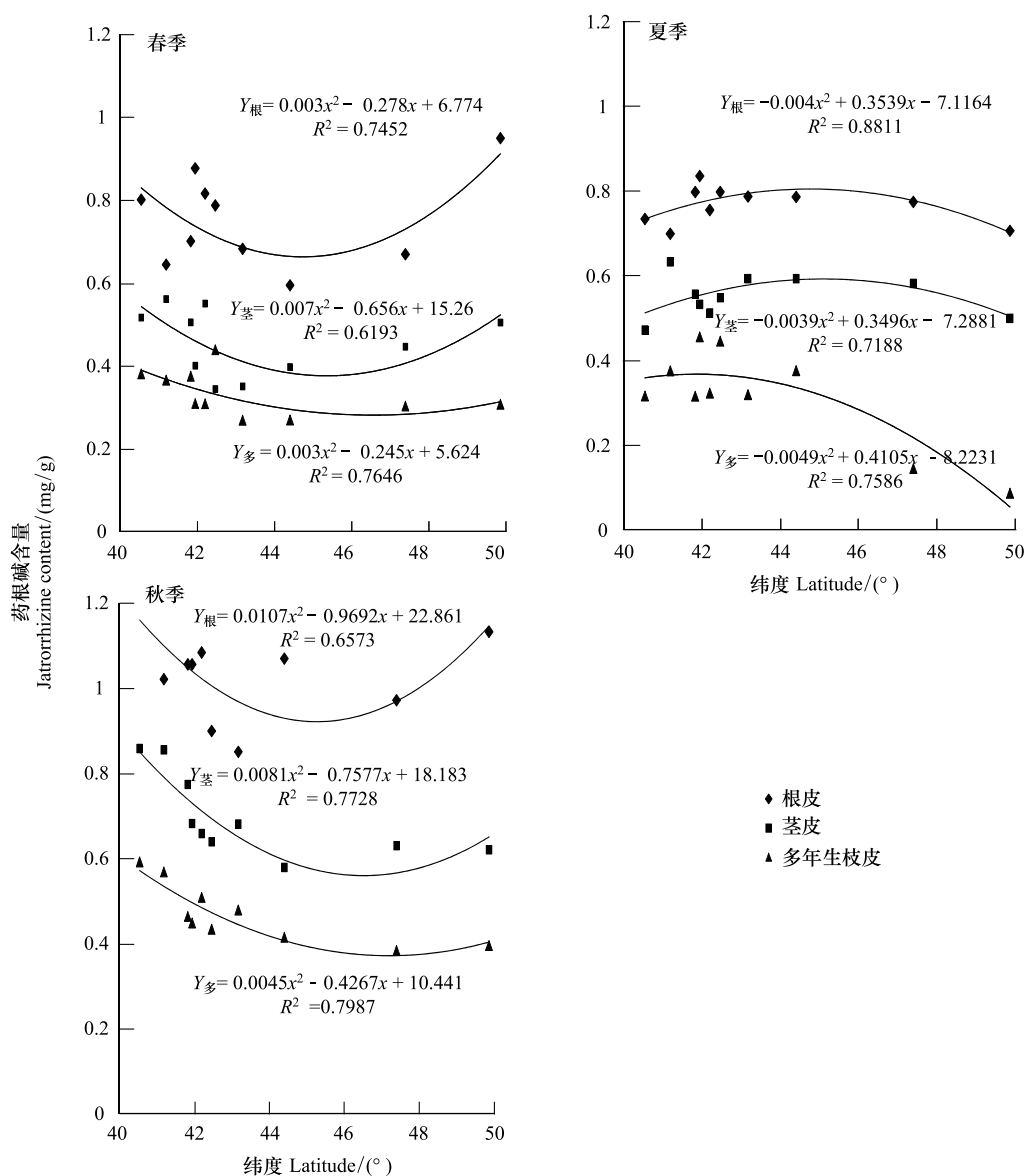 药根碱含量
Jatrorrhizine content/(mg/g)
春季
1.2
1
0.8
0.6
0.4
0.2
0
Y根= 0.003x² − 0.278x + 6.774
R² = 0.7452
Y茎= 0.007x² − 0.656x + 15.26
R² = 0.6193
Y多= 0.003x² − 0.245x + 5.624
R² = 0.7646
40 42 44 46 48 50
夏季
1.2
1.0
0.8
0.6
0.4
0.2
0
Y根= −0.004x² + 0.3539x − 7.1164
R² = 0.8811
Y茎= −0.0039x² + 0.3496x − 7.2881
R² = 0.7188
Y多= −0.0049x² + 0.4105x − 8.2231
R² = 0.7586
40 42 44 46 48 50
纬度 Latitude/(°)
秋季
1.2
1
0.8
0.6
0.4
0.2
0
Y根= 0.0107x² − 0.9692x + 22.861
R² = 0.6573
Y茎= 0.0081x² − 0.7577x + 18.183
R² = 0.7728
Y多= 0.0045x² − 0.4267x + 10.441
R² =0.7987
40 42 44 46 48 50
纬度 Latitude/(°)
根皮
茎皮
多年生枝皮